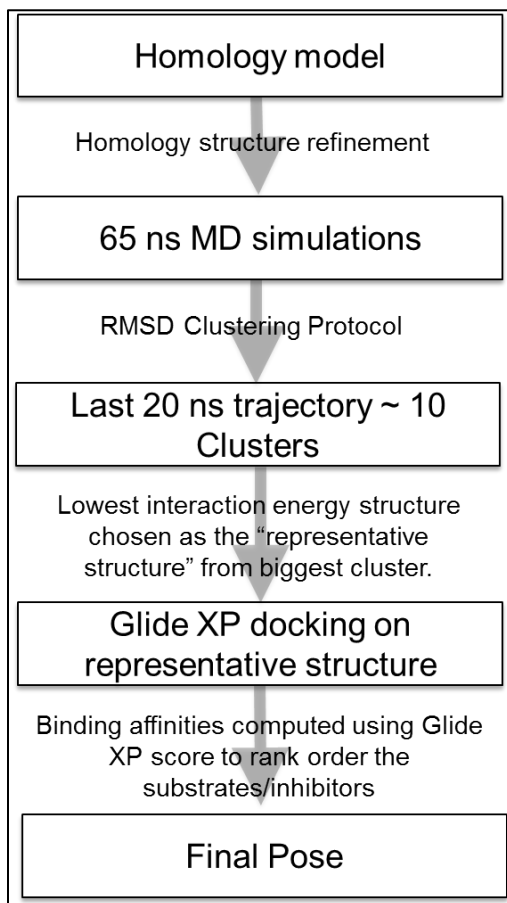 Homology model
Homology structure refinement
65 ns MD simulations
RMSD Clustering Protocol
Last 20 ns trajectory ~ 10
Clusters
Lowest interaction energy structure
chosen as the “representative
structure” from biggest cluster.
Glide XP docking on
representative structure
Binding affinities computed using Glide
XP score to rank order the
substrates/inhibitors
Final Pose